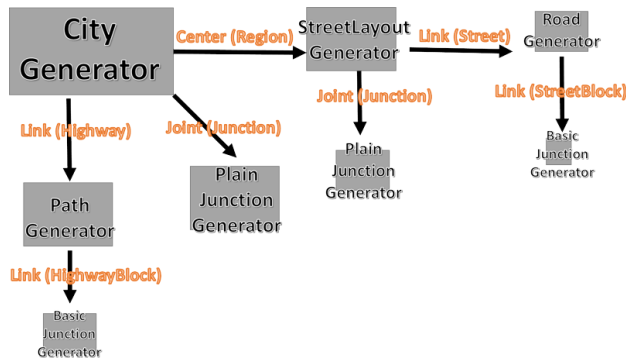 City
Generator
Center (Region)
StreetLayout
Generator
Link (Street)
Road
Generator
Link (Highway)
Joint (Junction)
Joint (Junction)
Link (StreetBlock)
Path
Generator
Plain
Junction
Generator
Plain
Junction
Generator
Basic
Junction
Generator
Link (HighwayBlock)
Basic
Junction
Generator